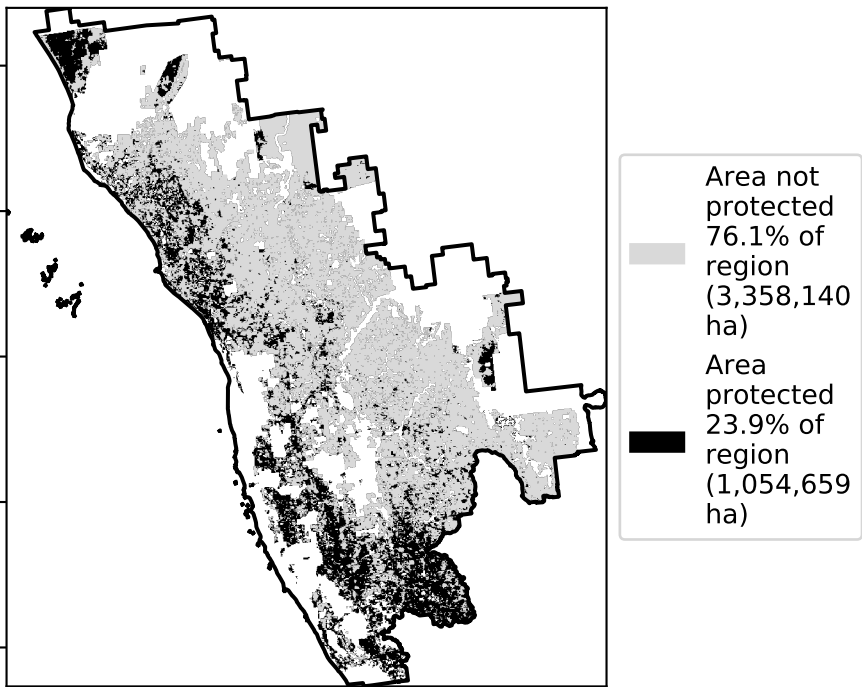 Area not
protected
76.1% of
region
(3,358,140
ha)
Area
protected
23.9% of
region
(1,054,659
ha)